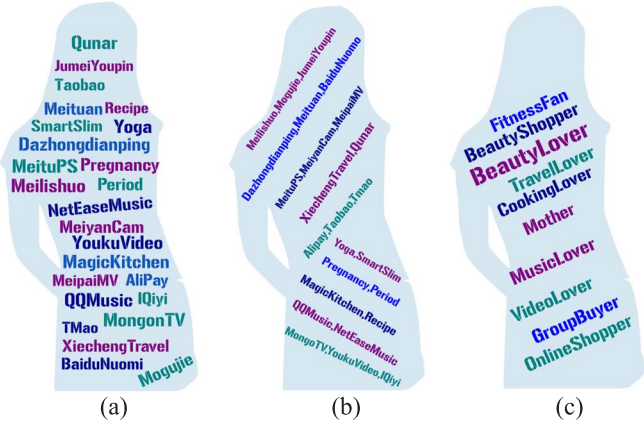 Qunar
JumeiYoupin
Taobao
Meituan Recipe
SmartSlim Yoga
Dazhongdianping
MeituPS Pregnancy
Meilishuo Period
NetEaseMusic
MeiyanCam
YoukuVideo
MagicKitchen
MeipaiMV AliPay
QQMusic IQiyi
TMao MongonTV
XiechengTravel
BaiduNuomi
Mogujie
(a)
Meilishuo,Mogujie,JumeiYoupin
Dazhongdianping,Meituan,BaiduNuomo
MeituPS,MeiyanCam,MeipaiMV
XiechengTravel,Qunar
Alipay,Taobao,Tmao
Yoga,SmartSlim
Pregnancy,Period
MagicKitchen,Recipe
QQMusic,NetEaseMusic
MongoTV,YoukuVideo,IQiyi
(b)
FitnessFan
BeautyShopper
BeautyLover
TravelLover
CookingLover
Mother
MusicLover
VideoLover
GroupBuyer
OnlineShopper
(c)